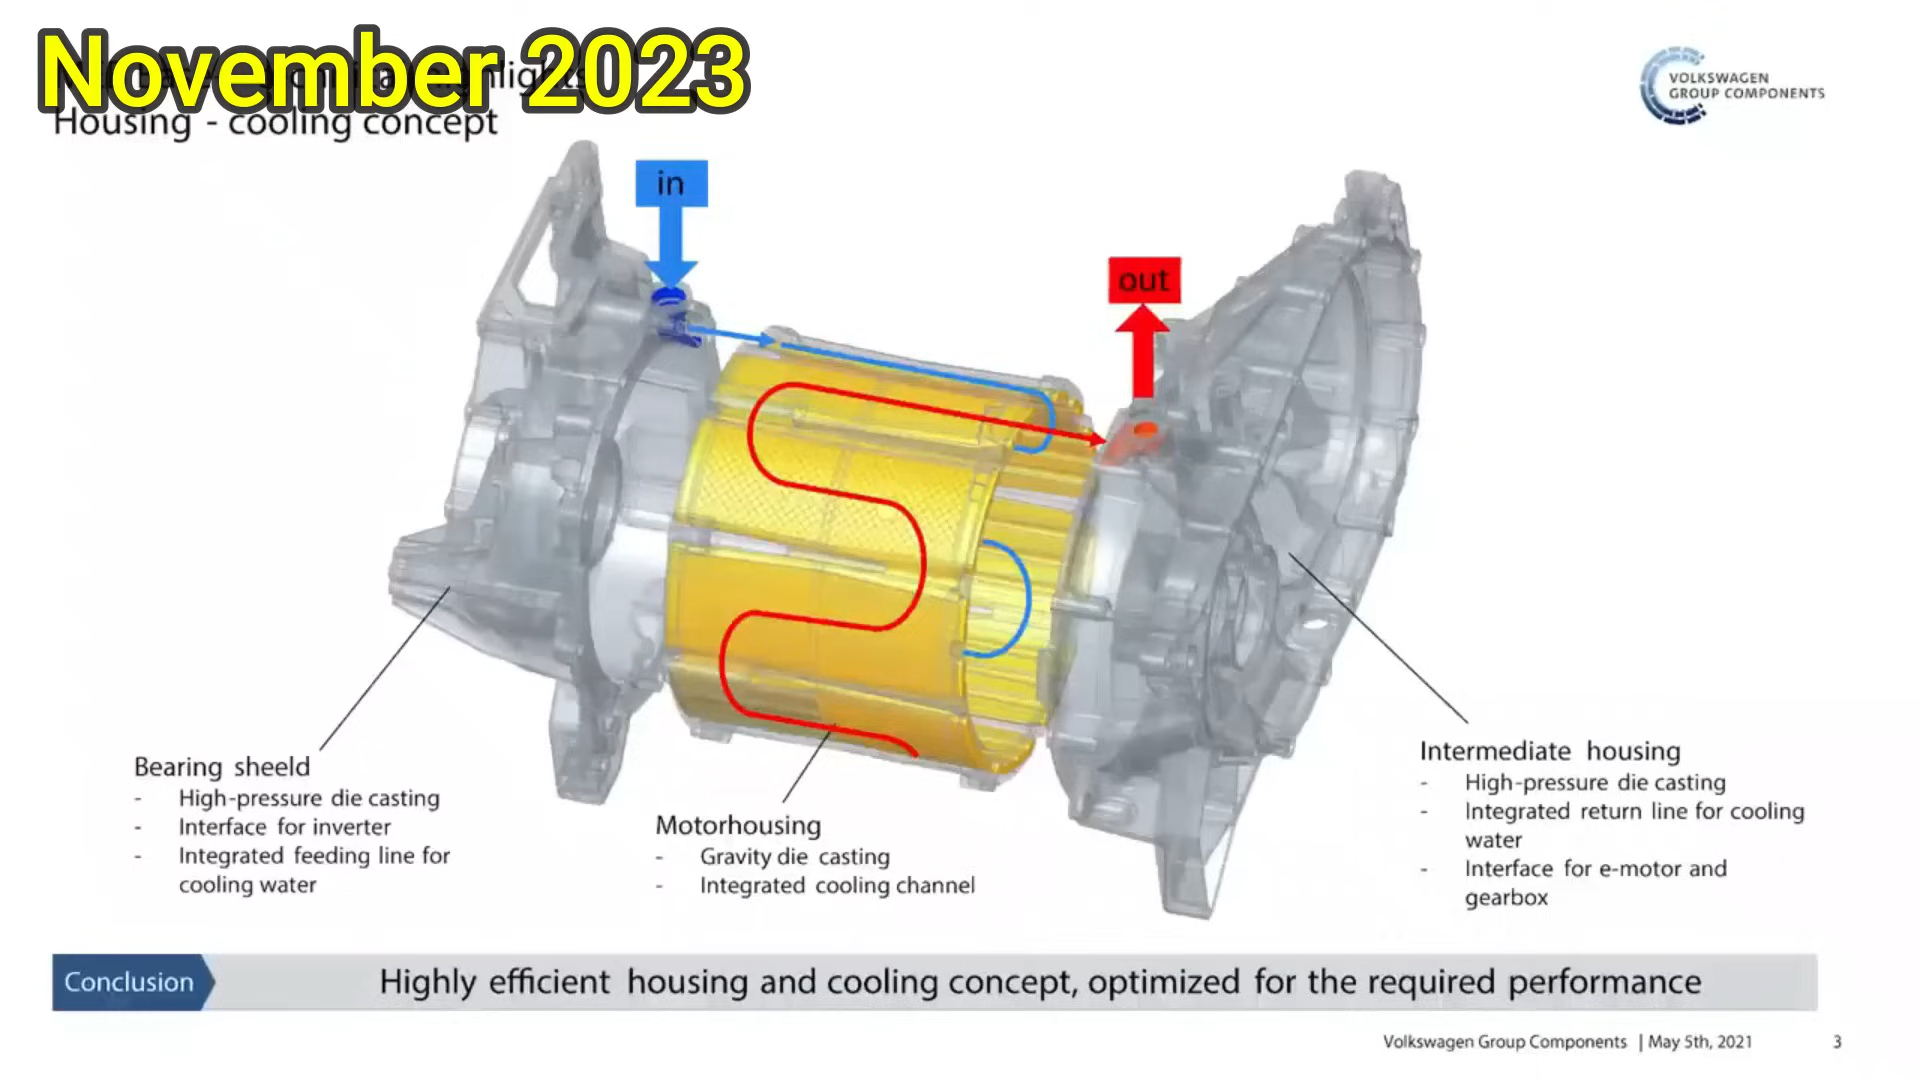 November 2023
Housing - cooling concept
VOLKSWAGEN
GROUP COMPONENTS
in
out
Bearing sheeld
- High-pressure die casting
- Interface for inverter
- Integrated feeding line for
cooling water
Motorhousing
- Gravity die casting
- Integrated cooling channel
Intermediate housing
- High-pressure die casting
- Integrated return line for cooling
water
- Interface for e-motor and
gearbox
Conclusion
Highly efficient housing and cooling concept, optimized for the required performance
Volkswagen Group Components | May 5th, 2021
3